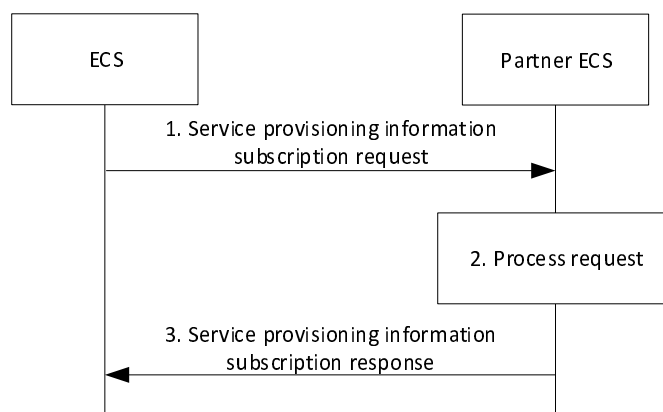 ECS
Partner ECS
1. Service provisioning information
subscription request
2. Process request
3. Service provisioning information
subscription response